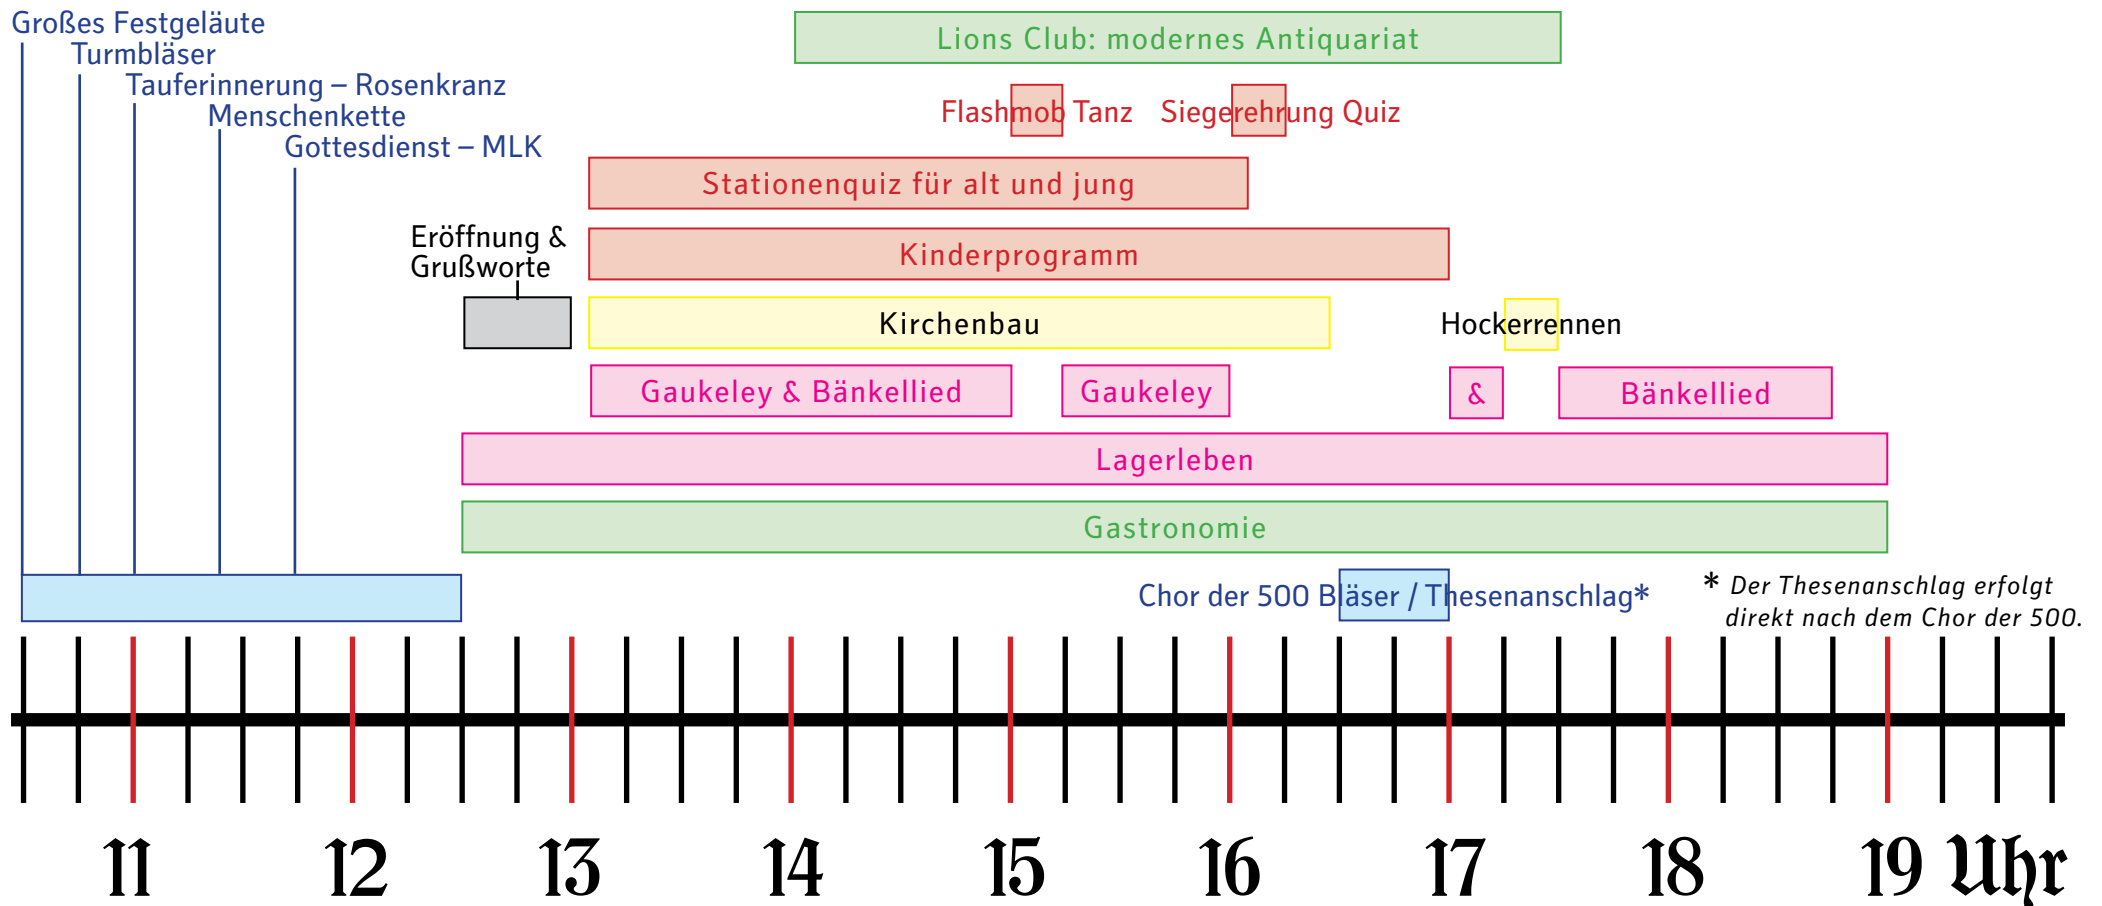 Großes Festgeläute
Turmbläser
Tauferinnerung – Rosenkranz
Menschenkette
Gottesdienst – MLK
Lions Club: modernes Antiquariat
Flashmob Tanz
Siegerehrung Quiz
Stationenquiz für alt und jung
Eröffnung &
Grußworte
Kinderprogramm
Kirchenbau
Hockerrennen
Gaukeley & Bänkellied
Gaukeley
&
Bänkellied
Lagerleben
Gastronomie
Chor der 500 Bläser / Thesenanschlag*
* Der Thesenanschlag erfolgt
direkt nach dem Chor der 500.
11 12 13 14 15 16 17 18 19 Uhr